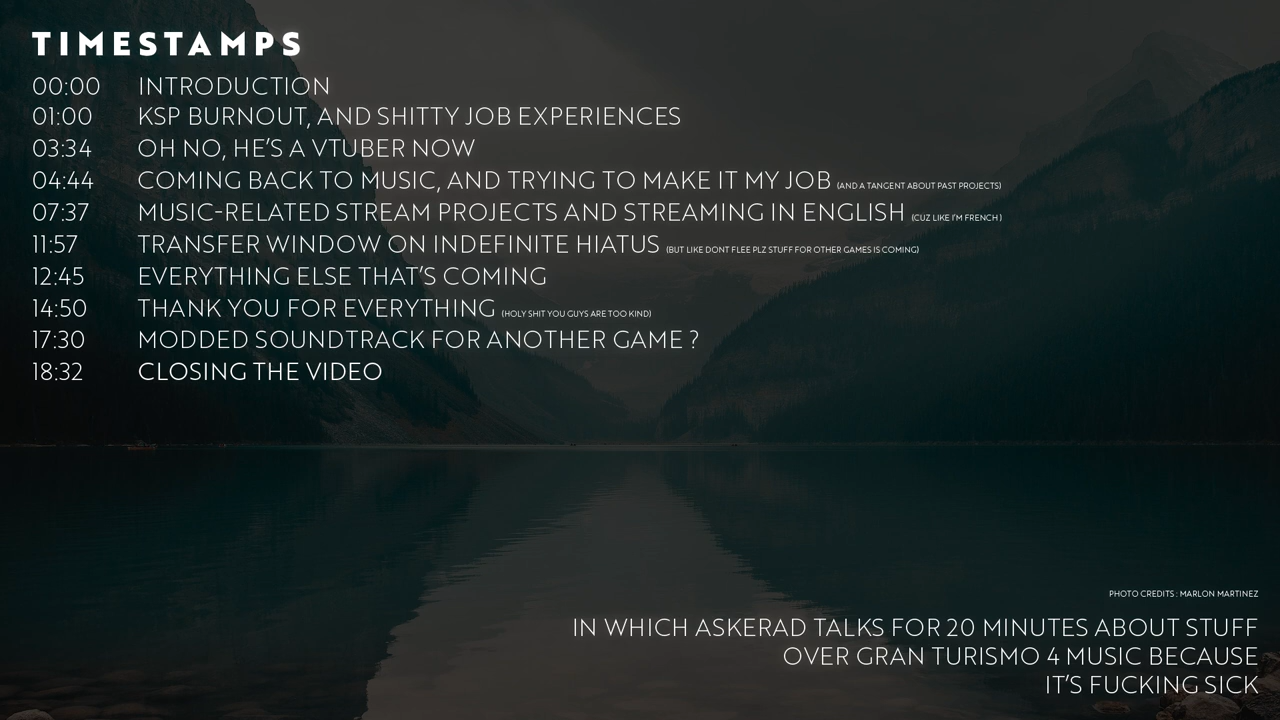 TIMESTAMPS
00:00 INTRODUCTION
01:00 KSP BURNOUT, AND SHITTY JOB EXPERIENCES
03:34 OH NO, HE'S A VTUBER NOW
04:44 COMING BACK TO MUSIC, AND TRYING TO MAKE IT MY JOB (AND A TANGENT ABOUT PAST PROJECTS)
07:37 MUSIC-RELATED STREAM PROJECTS AND STREAMING IN ENGLISH (CUZ LIKE I'M FRENCH )
11:57 TRANSFER WINDOW ON INDEFINITE HIATUS (BUT LIKE DONT FLEE PLZ STUFF FOR OTHER GAMES IS COMING)
12:45 EVERYTHING ELSE THAT'S COMING
14:50 THANK YOU FOR EVERYTHING (HOLY SHIT YOU GUYS ARE TOO KIND)
17:30 MODDED SOUNDTRACK FOR ANOTHER GAME ?
18:32 CLOSING THE VIDEO
PHOTO CREDITS : MARLON MARTINEZ
IN WHICH ASKERAD TALKS FOR 20 MINUTES ABOUT STUFF
OVER GRAN TURISMO 4 MUSIC BECAUSE
IT'S FUCKING SICK